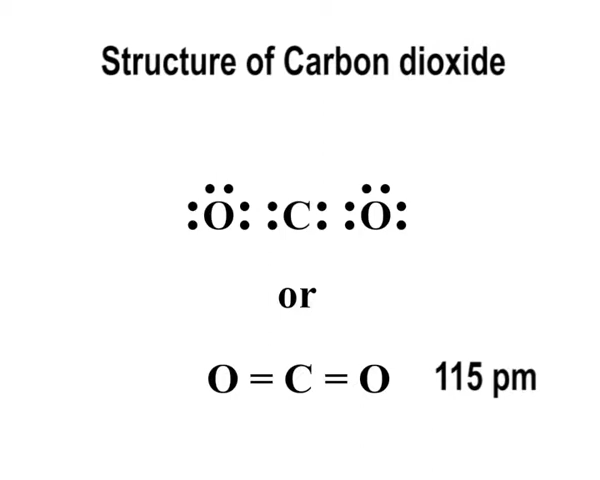 Structure of Carbon dioxide
:Ö: :C: :Ö:
or
O = C = O 115 pm